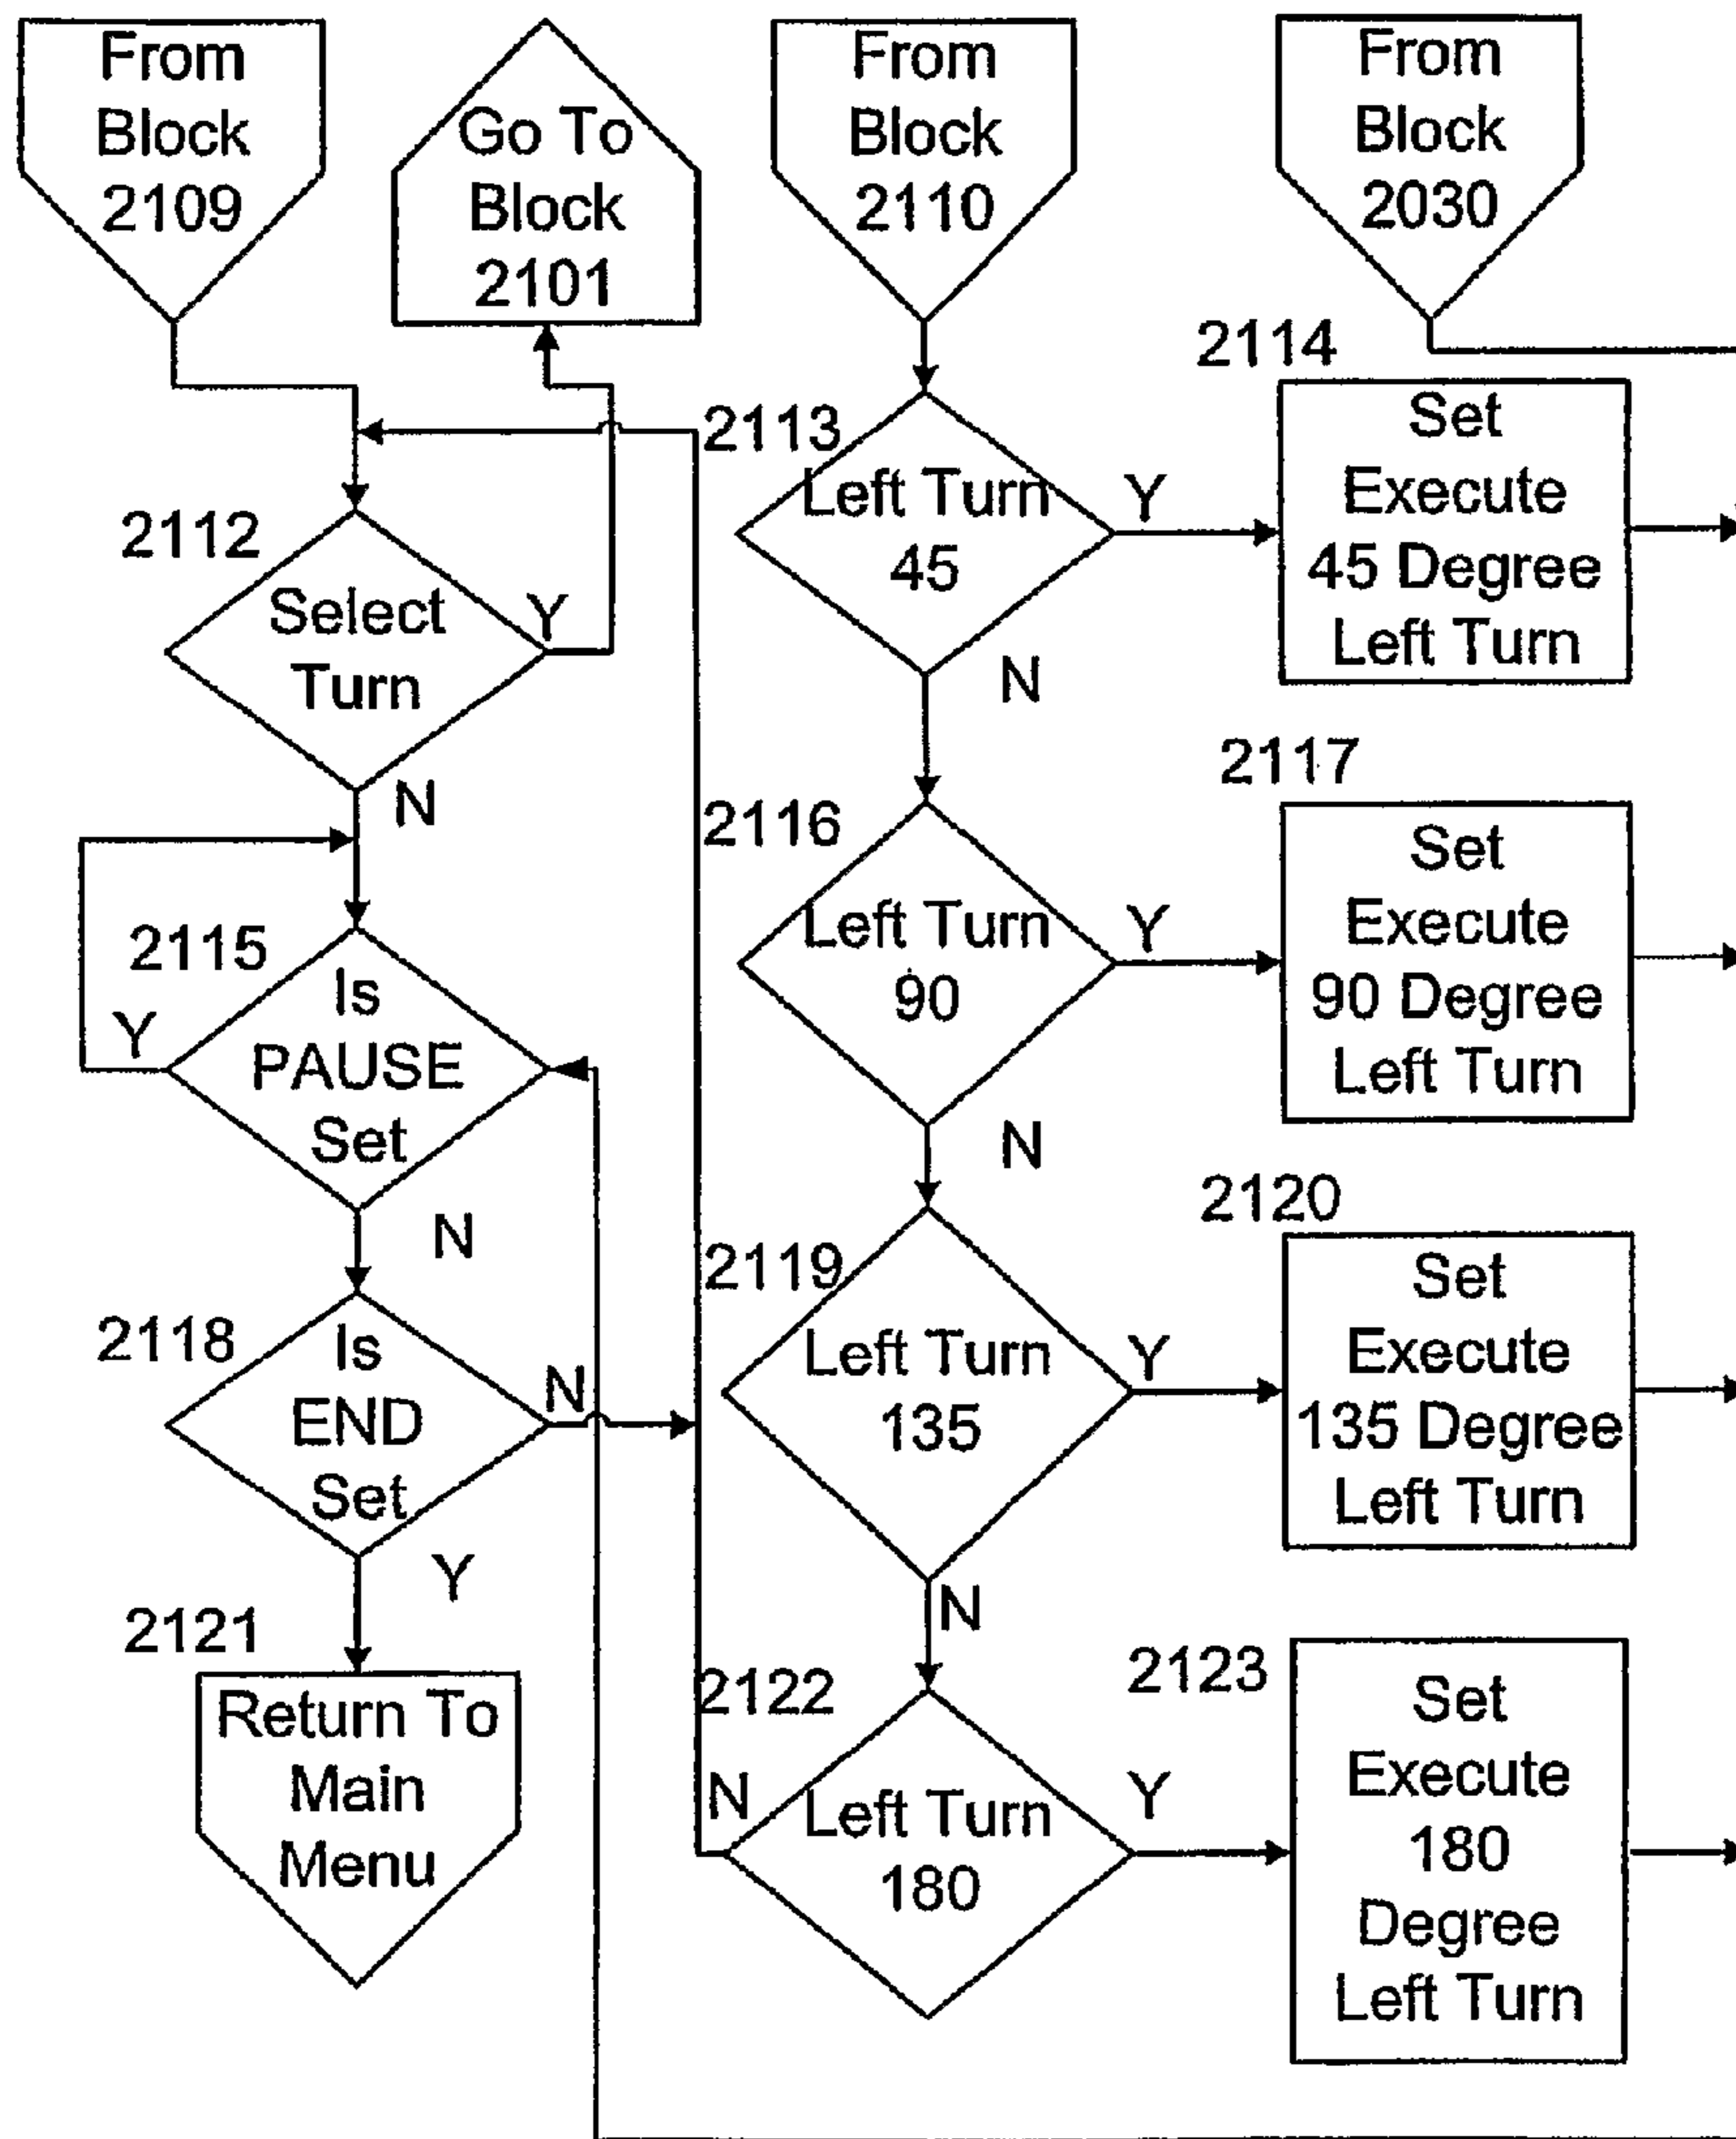 From
Block
2109
Go To
Block
2101
From
Block
2110
From
Block
2030
2112
Select
Turn
Y
N
2115
Is
PAUSE
Set
Y
N
2118
Is
END
Set
N
Y
2121
Return To
Main
Menu
2113
Left Turn
45
Y
N
2114
Set
Execute
45 Degree
Left Turn
2116
Left Turn
90
Y
N
2117
Set
Execute
90 Degree
Left Turn
2119
Left Turn
135
Y
N
2120
Set
Execute
135 Degree
Left Turn
2122
Left Turn
180
N
Y
2123
Set
Execute
180
Degree
Left Turn